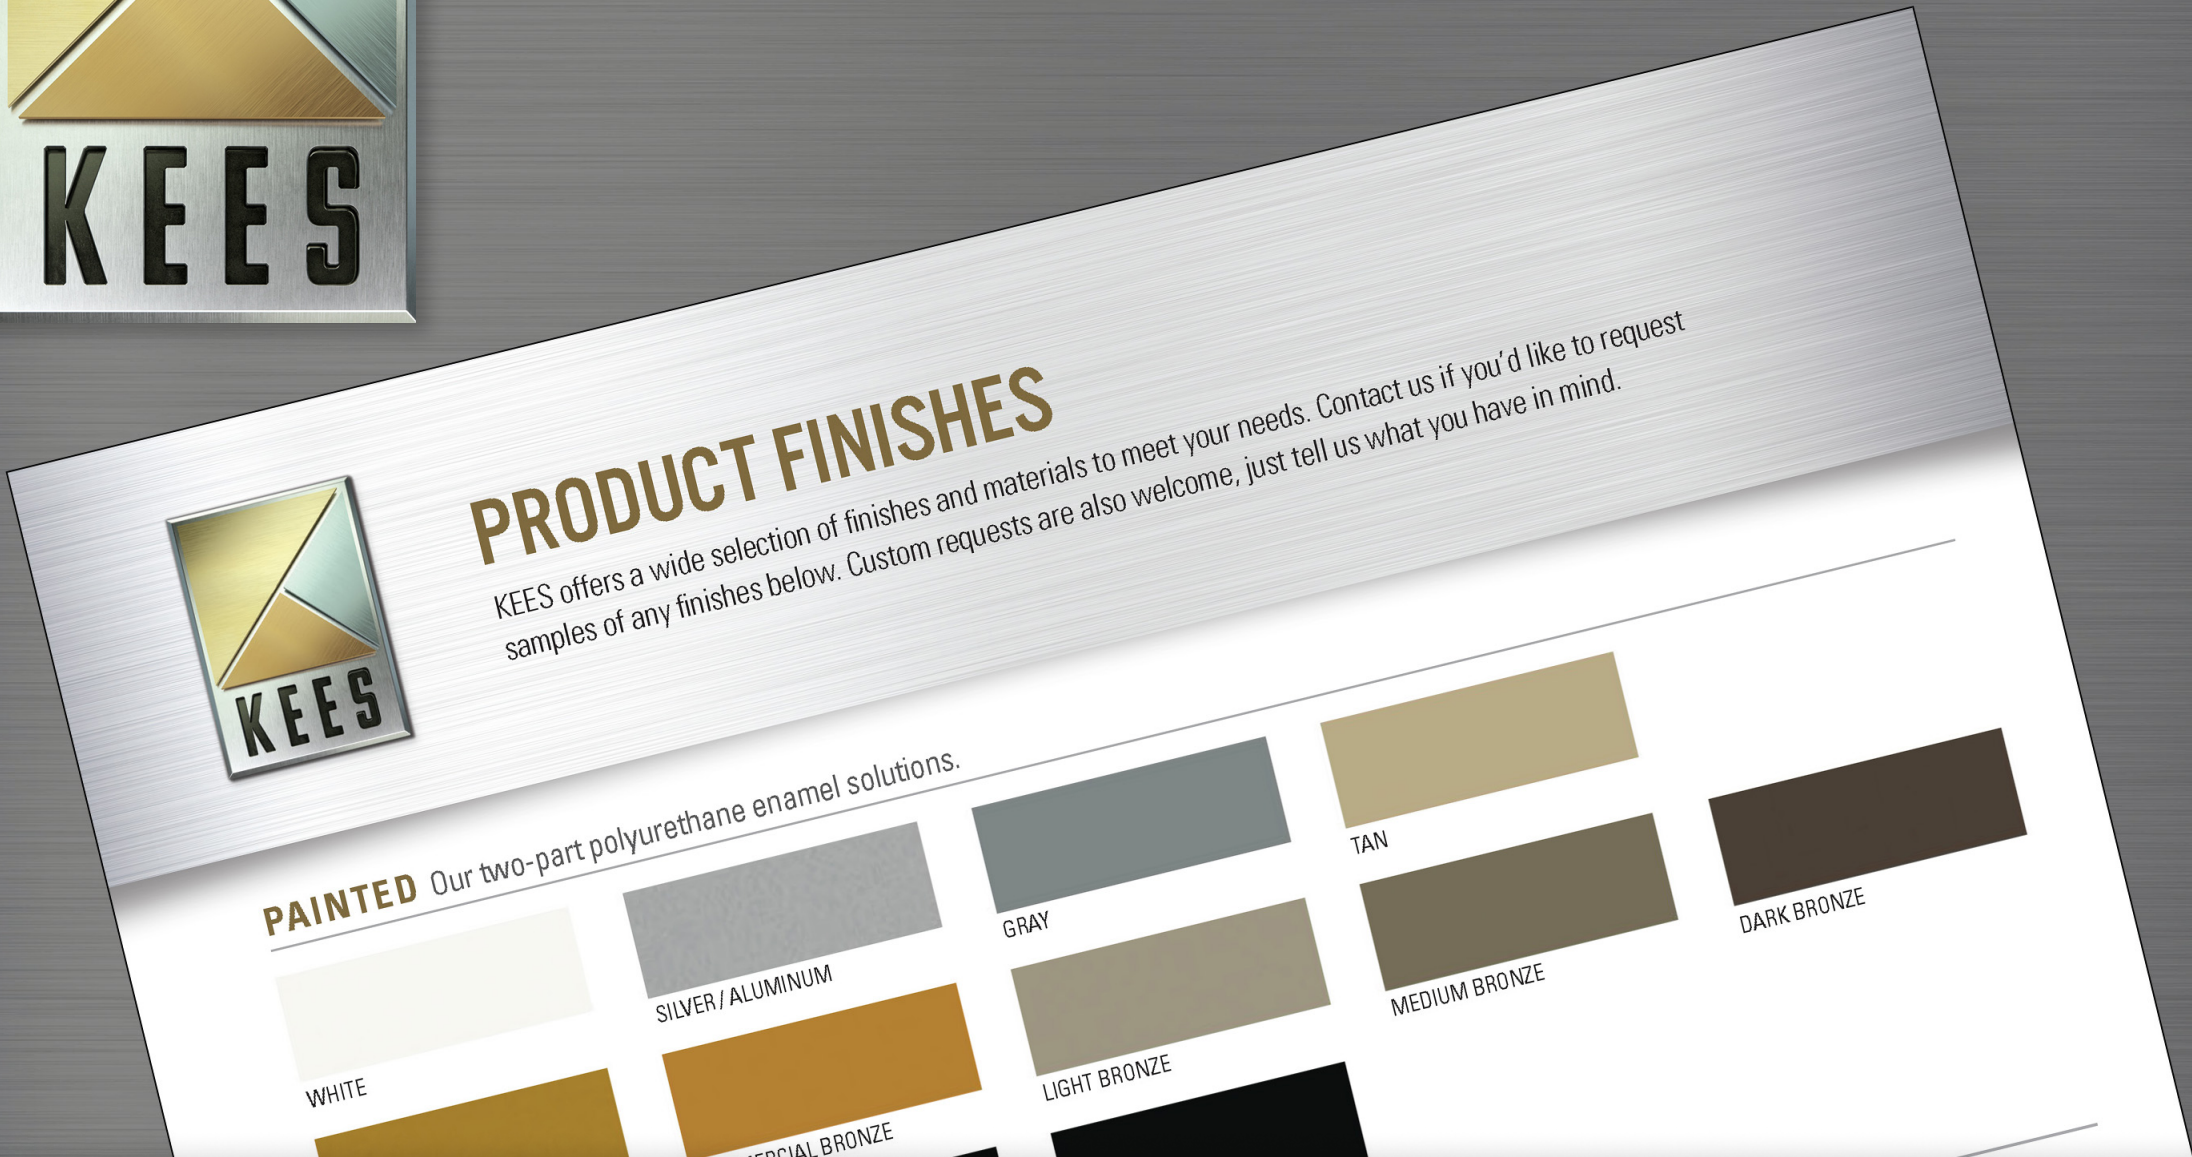 KEES
PRODUCT FINISHES
KEES offers a wide selection of finishes and materials to meet your needs. Contact us if you'd like to request
samples of any finishes below. Custom requests are also welcome, just tell us what you have in mind.
KEES
PAINTED Our two-part polyurethane enamel solutions.
WHITE
SILVER / ALUMINUM
GRAY
TAN
BRONZE
LIGHT BRONZE
MEDIUM BRONZE
DARK BRONZE